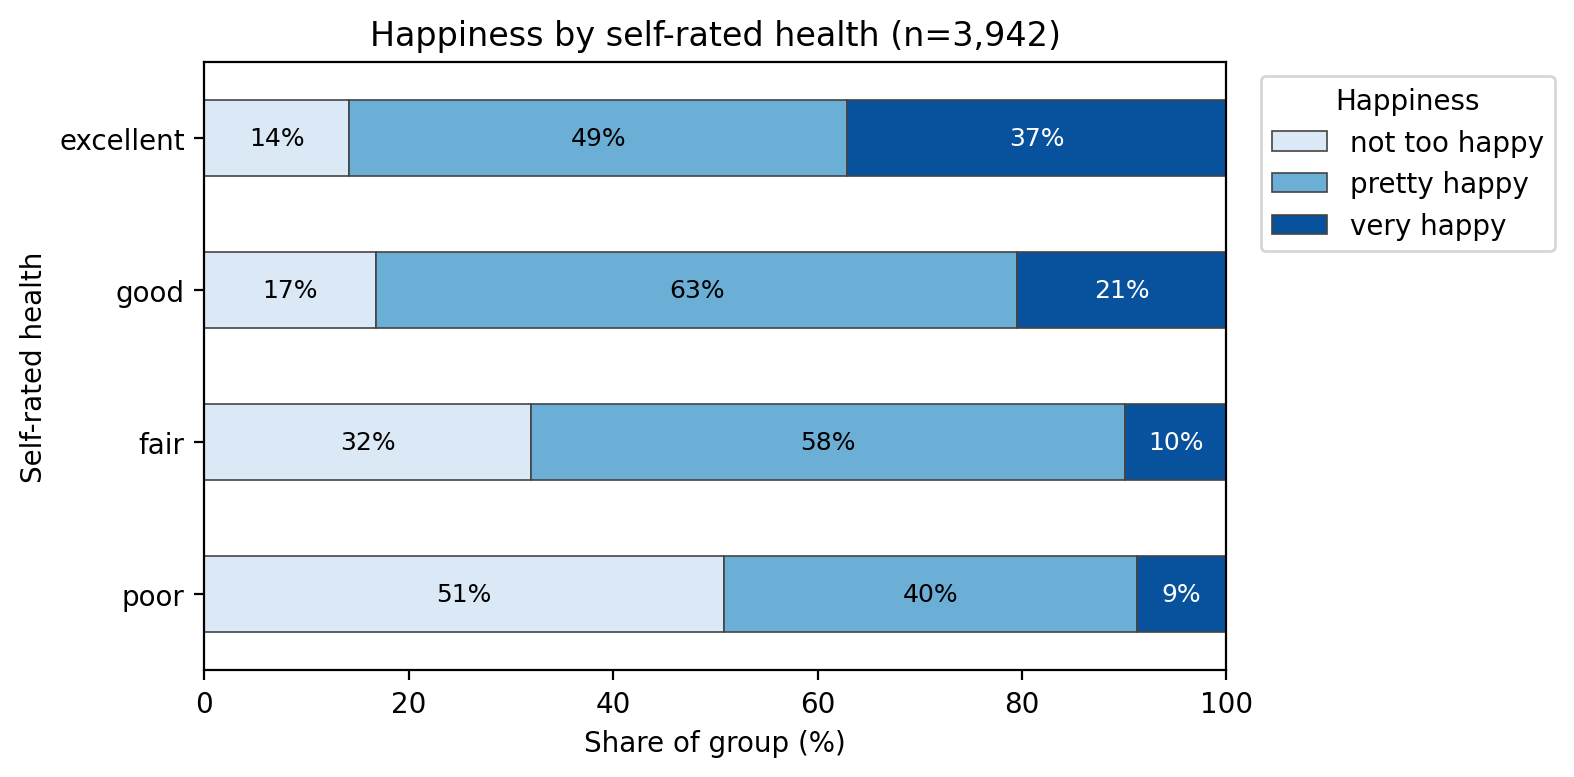 Happiness by self-rated health (n=3,942)
Happiness
not too happy
pretty happy
very happy
Self-rated health
excellent
14% 49% 37%
good
17% 63% 21%
fair
32% 58% 10%
poor
51% 40% 9%
0 20 40 60 80 100
Share of group (%)